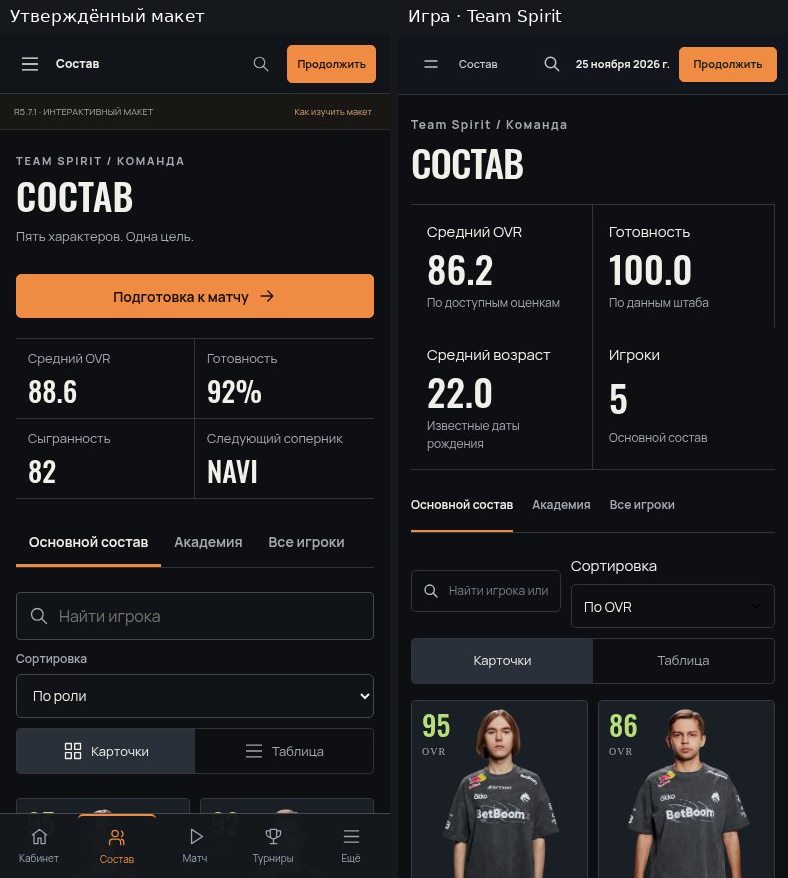 Утверждённый макет
Состав
Продолжить
R5.7.1 · ИНТЕРАКТИВНЫЙ МАКЕТ
Как изучить макет
TEAM SPIRIT / КОМАНДА
СОСТАВ
Пять характеров. Одна цель.
Подготовка к матчу
Средний OVR
Готовность
88.6
92%
Сыгранность
Следующий соперник
82
NAVI
Основной состав
Академия
Все игроки
Найти игрока
Сортировка
По роли
Карточки
Таблица
Кабинет
Состав
Матч
Турниры
Ещё
Игра · Team Spirit
Состав
25 ноября 2026 г.
Продолжить
Team Spirit / Команда
СОСТАВ
Средний OVR
Готовность
86.2
100.0
По доступным оценкам
По данным штаба
Средний возраст
Игроки
22.0
5
Известные даты
рождения
Основной состав
Основной состав
Академия
Все игроки
Сортировка
Найти игрока или
По OVR
Карточки
Таблица
95
OVR
86
OVR
BetBoom
BetBoom